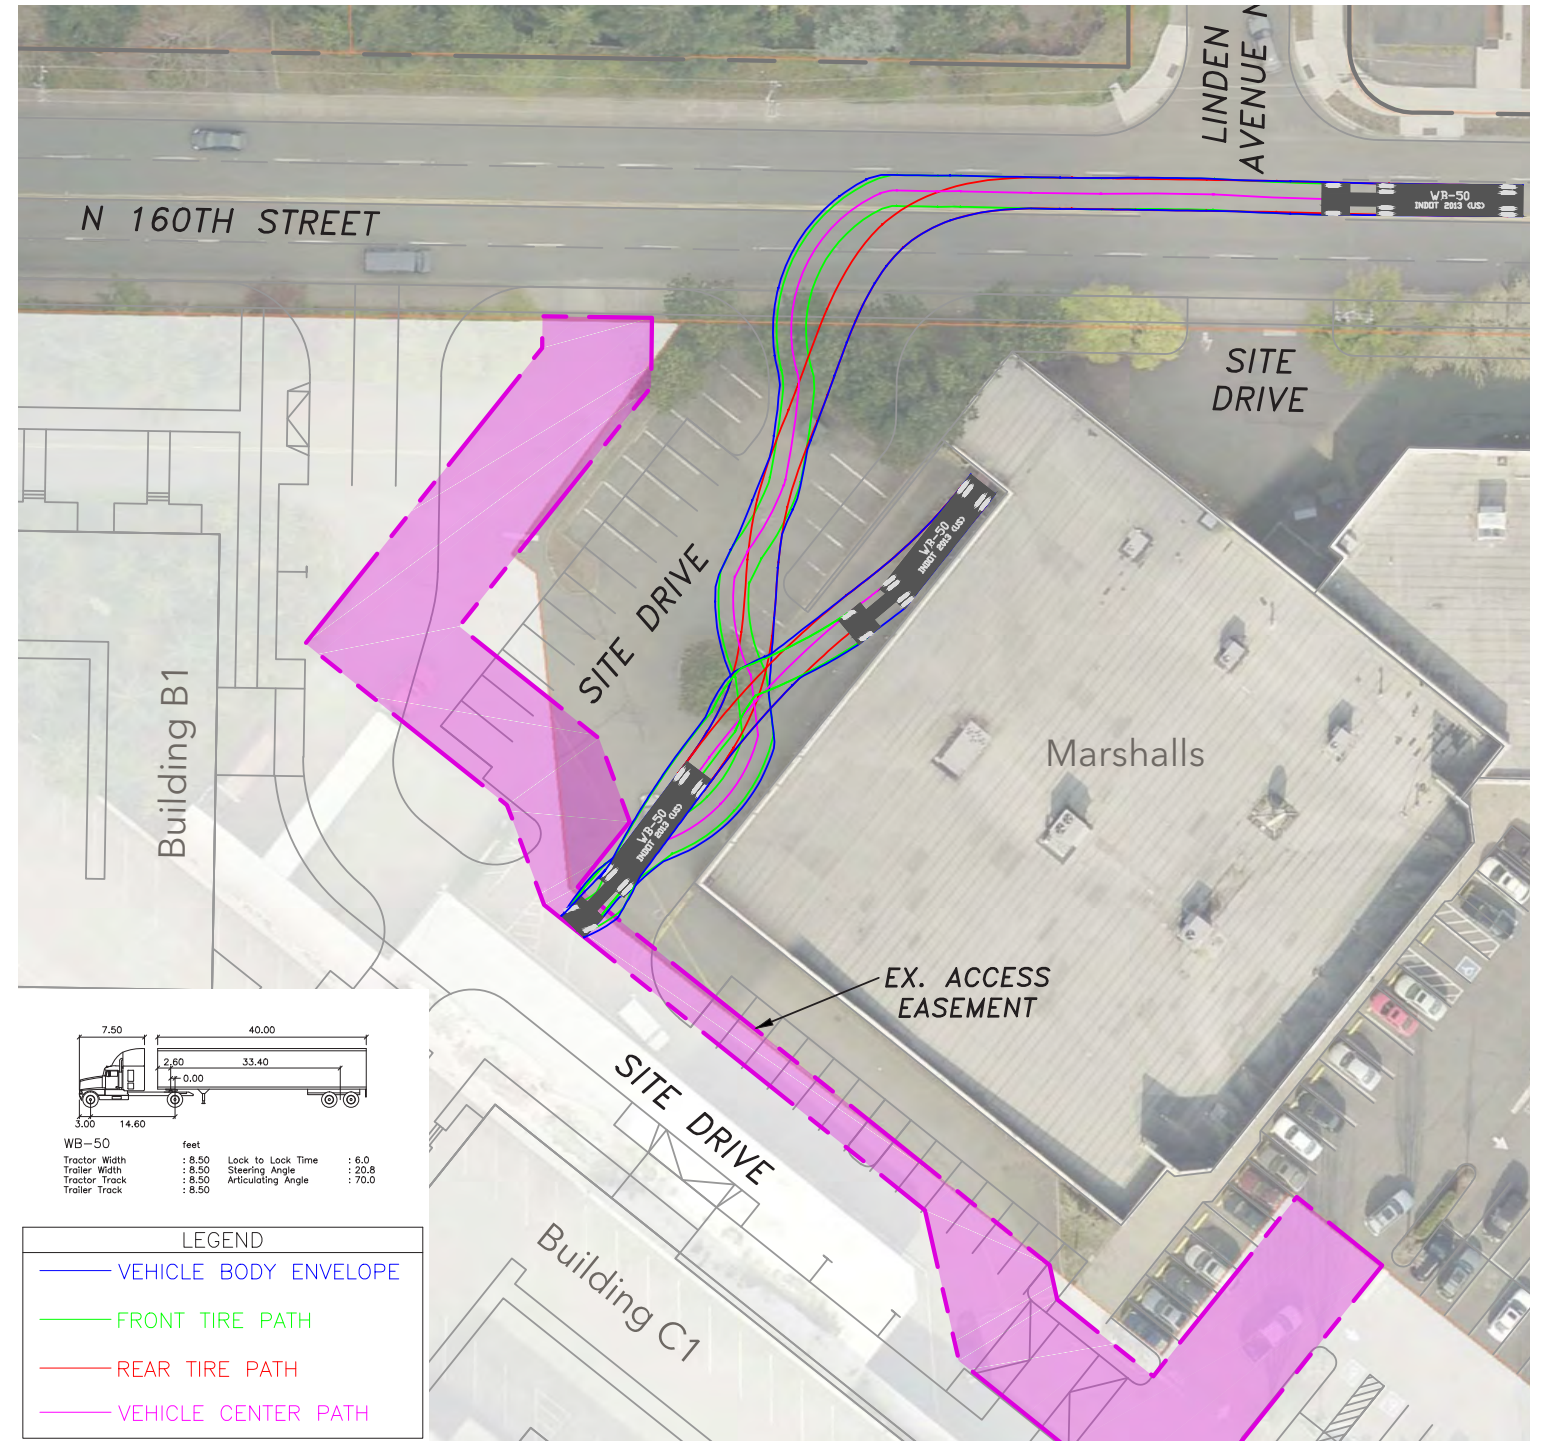 LINDEN
AVENUE N
N 160TH STREET
WB-50
INDOT 2013 (US)
SITE
DRIVE
WB-50
INDOT 2013 (US)
SITE DRIVE
Building B1
Marshalls
WB-50
INDOT 2013 (US)
EX. ACCESS
EASEMENT
SITE DRIVE
Building C1
7.50 40.00
2.60 33.40
0.00
3.00 14.60
WB-50 feet
Tractor Width : 8.50 Lock to Lock Time : 6.0
Trailer Width : 8.50 Steering Angle : 20.8
Tractor Track : 8.50 Articulating Angle : 70.0
Trailer Track : 8.50
LEGEND
VEHICLE BODY ENVELOPE
FRONT TIRE PATH
REAR TIRE PATH
VEHICLE CENTER PATH